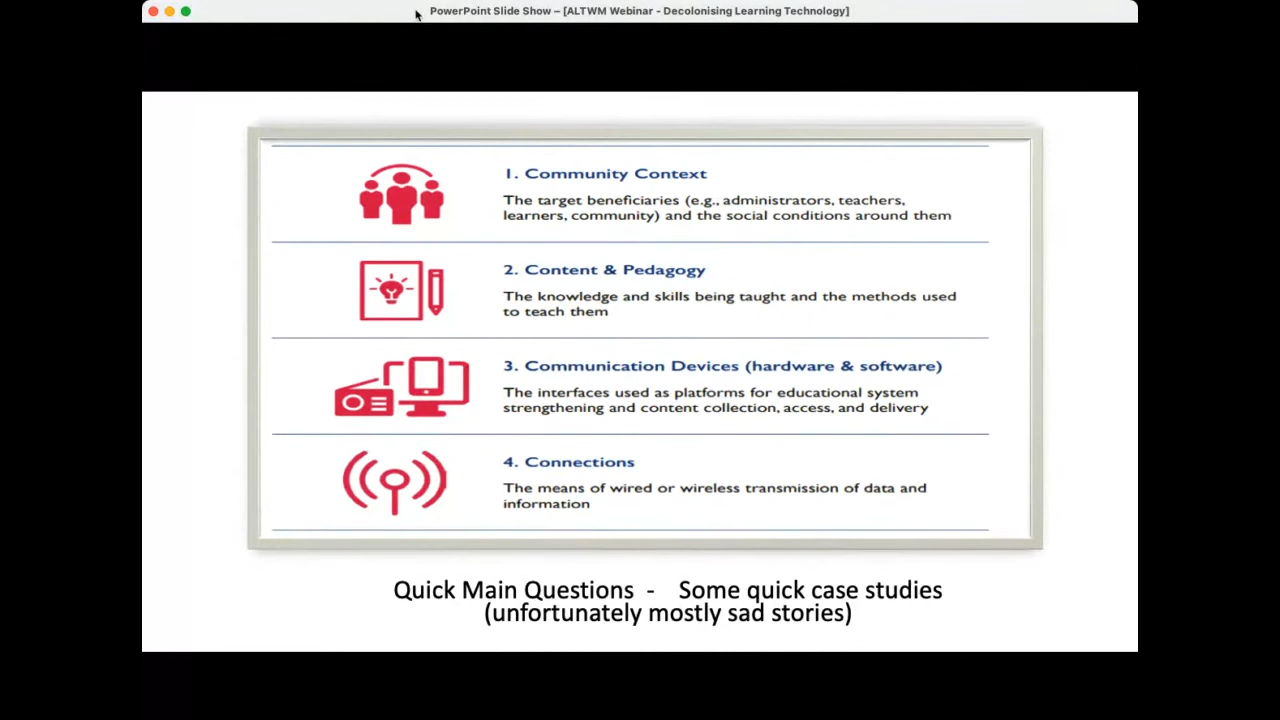 PowerPoint Slide Show – [ALTWM Webinar - Decolonising Learning Technology]
1. Community Context
The target beneficiaries (e.g., administrators, teachers,
learners, community) and the social conditions around them
2. Content & Pedagogy
The knowledge and skills being taught and the methods used
to teach them
3. Communication Devices (hardware & software)
The interfaces used as platforms for educational system
strengthening and content collection, access, and delivery
4. Connections
The means of wired or wireless transmission of data and
information
Quick Main Questions - Some quick case studies
(unfortunately mostly sad stories)